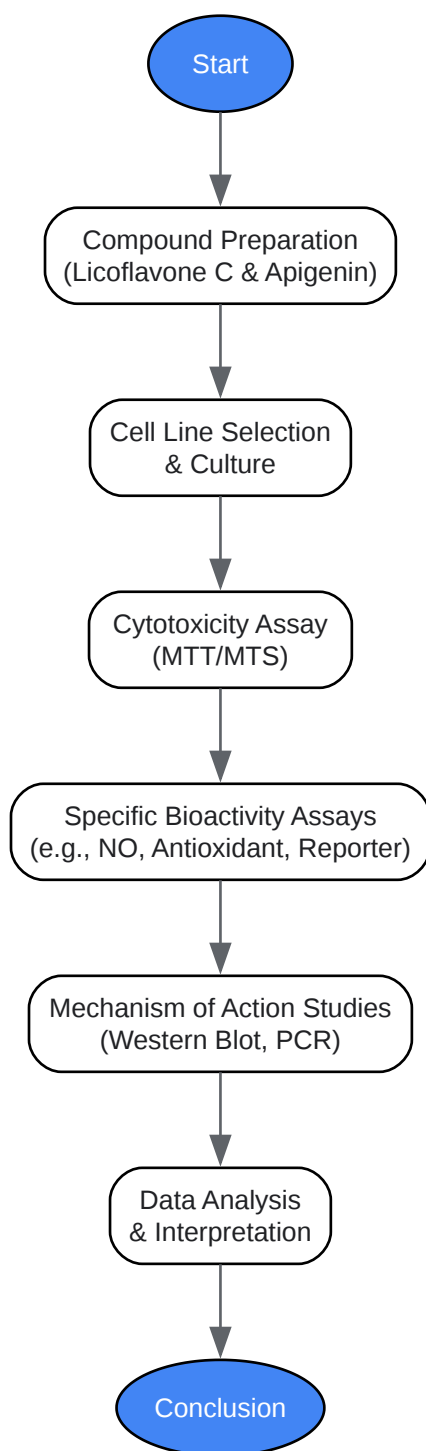 Start
Compound Preparation
(Licoflavone C & Apigenin)
Cell Line Selection
& Culture
Cytotoxicity Assay
(MTT/MTS)
Specific Bioactivity Assays
(e.g., NO, Antioxidant, Reporter)
Mechanism of Action Studies
(Western Blot, PCR)
Data Analysis
& Interpretation
Conclusion